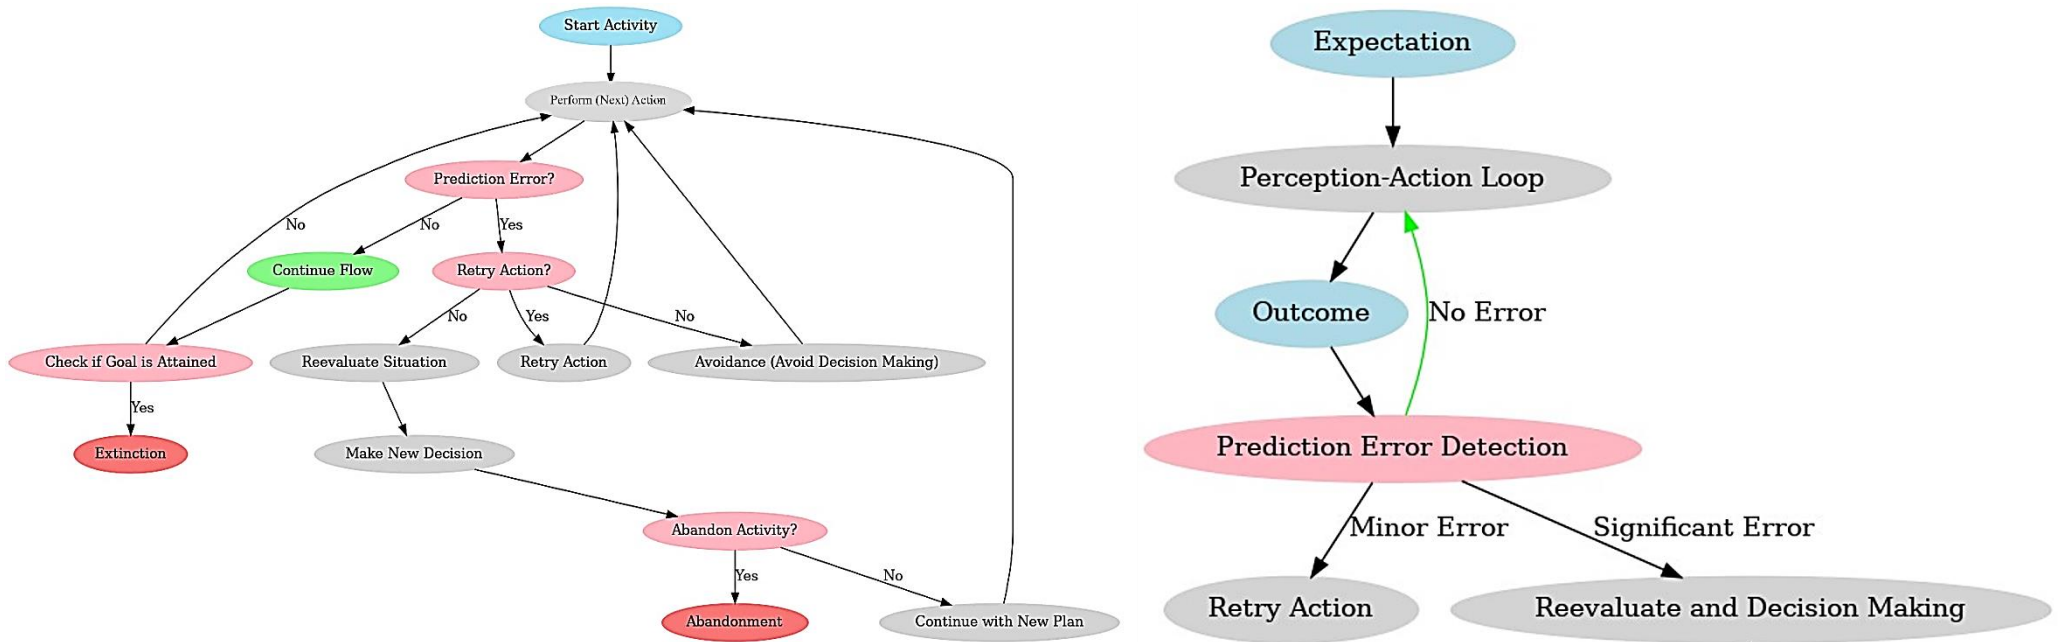 Start Activity
Perform (Next) Action
Prediction Error?
No
No
Yes
Continue Flow
Retry Action?
No
Yes
No
Check if Goal is Attained
Reevaluate Situation
Retry Action
Avoidance (Avoid Decision Making)
Yes
Extinction
Make New Decision
Abandon Activity?
Yes
No
Abandonment
Continue with New Plan
Expectation
Perception-Action Loop
Outcome
No Error
Prediction Error Detection
Minor Error
Significant Error
Retry Action
Reevaluate and Decision Making